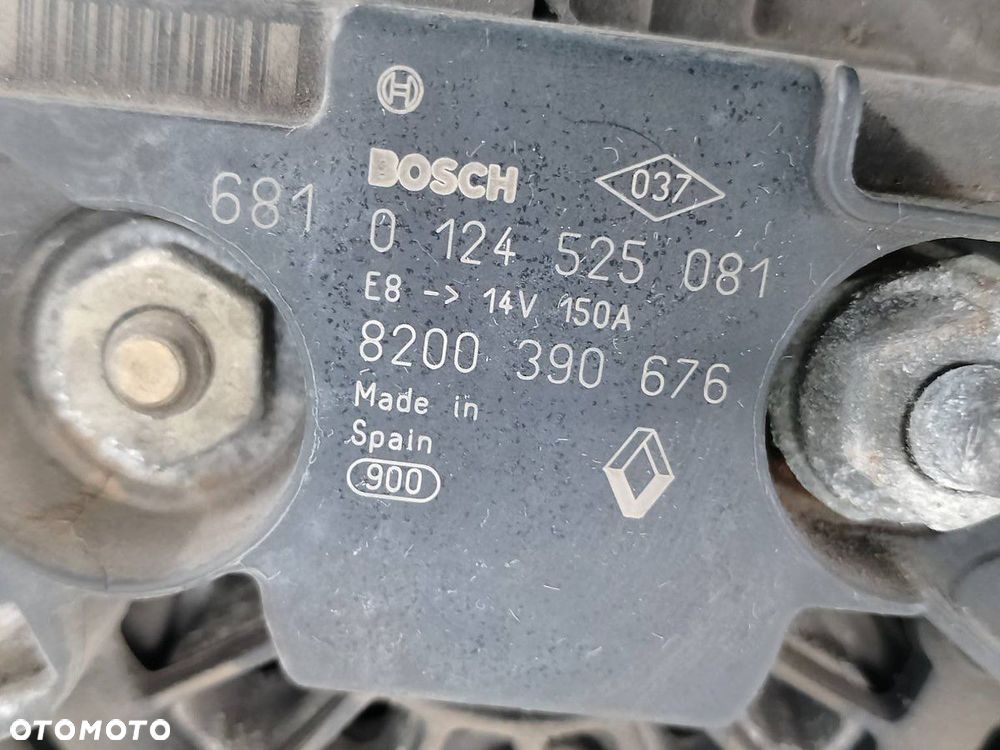 H
BOSCH
037
681
0 124 525 081
E8 -> 14V 150A
8200 390 676
Made in
Spain
900
OTOMOTO